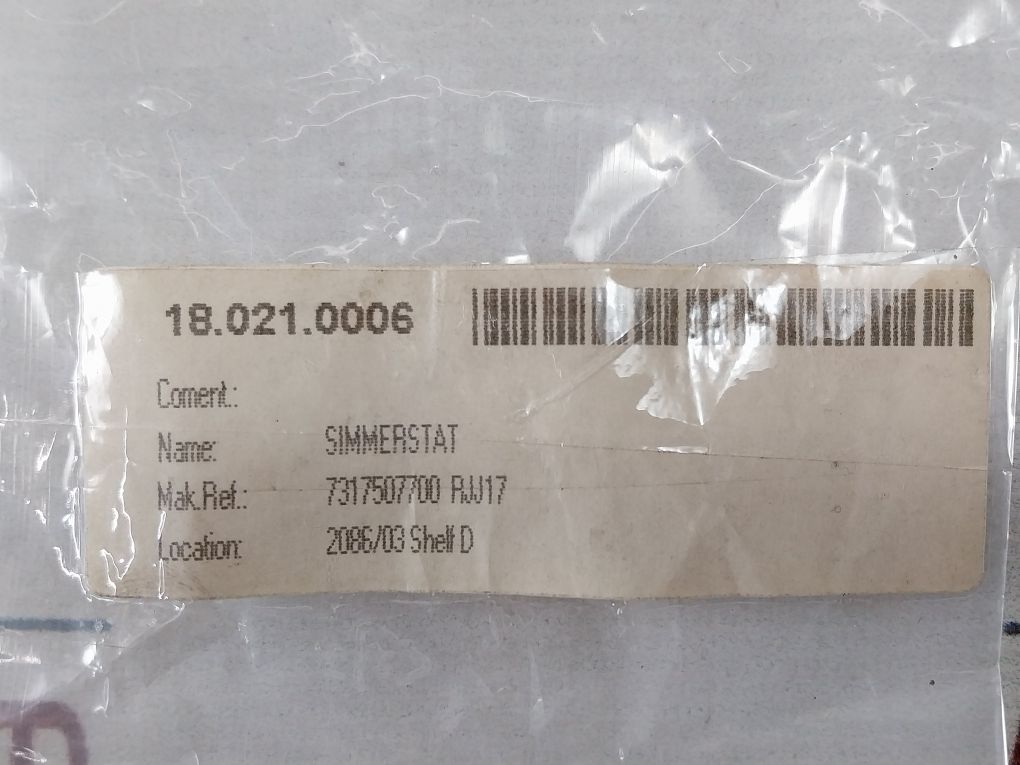 18.021.0006
Coment.:
Name: SIMMERSTAT
Mak.Ref.: 7317507700 RJJ17
Location: 2086/03 Shelf D